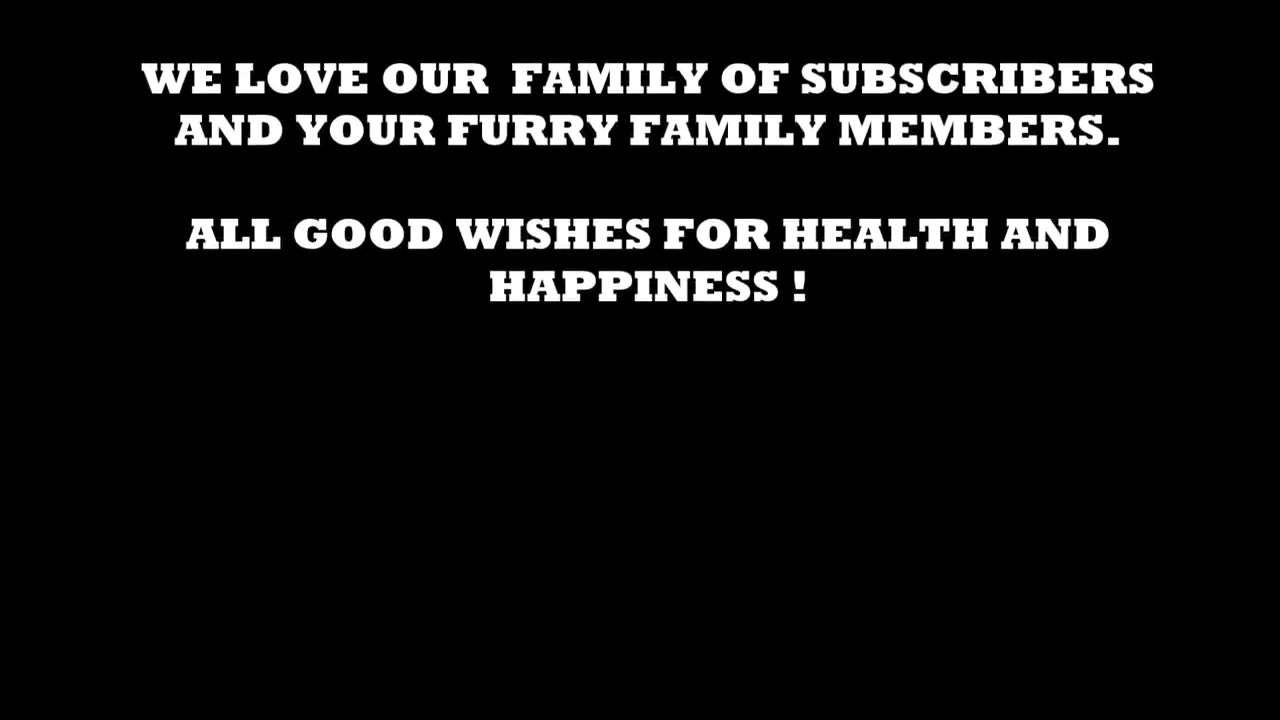 WE LOVE OUR  FAMILY OF SUBSCRIBERS
AND YOUR FURRY FAMILY MEMBERS.
ALL GOOD WISHES FOR HEALTH AND
HAPPINESS !